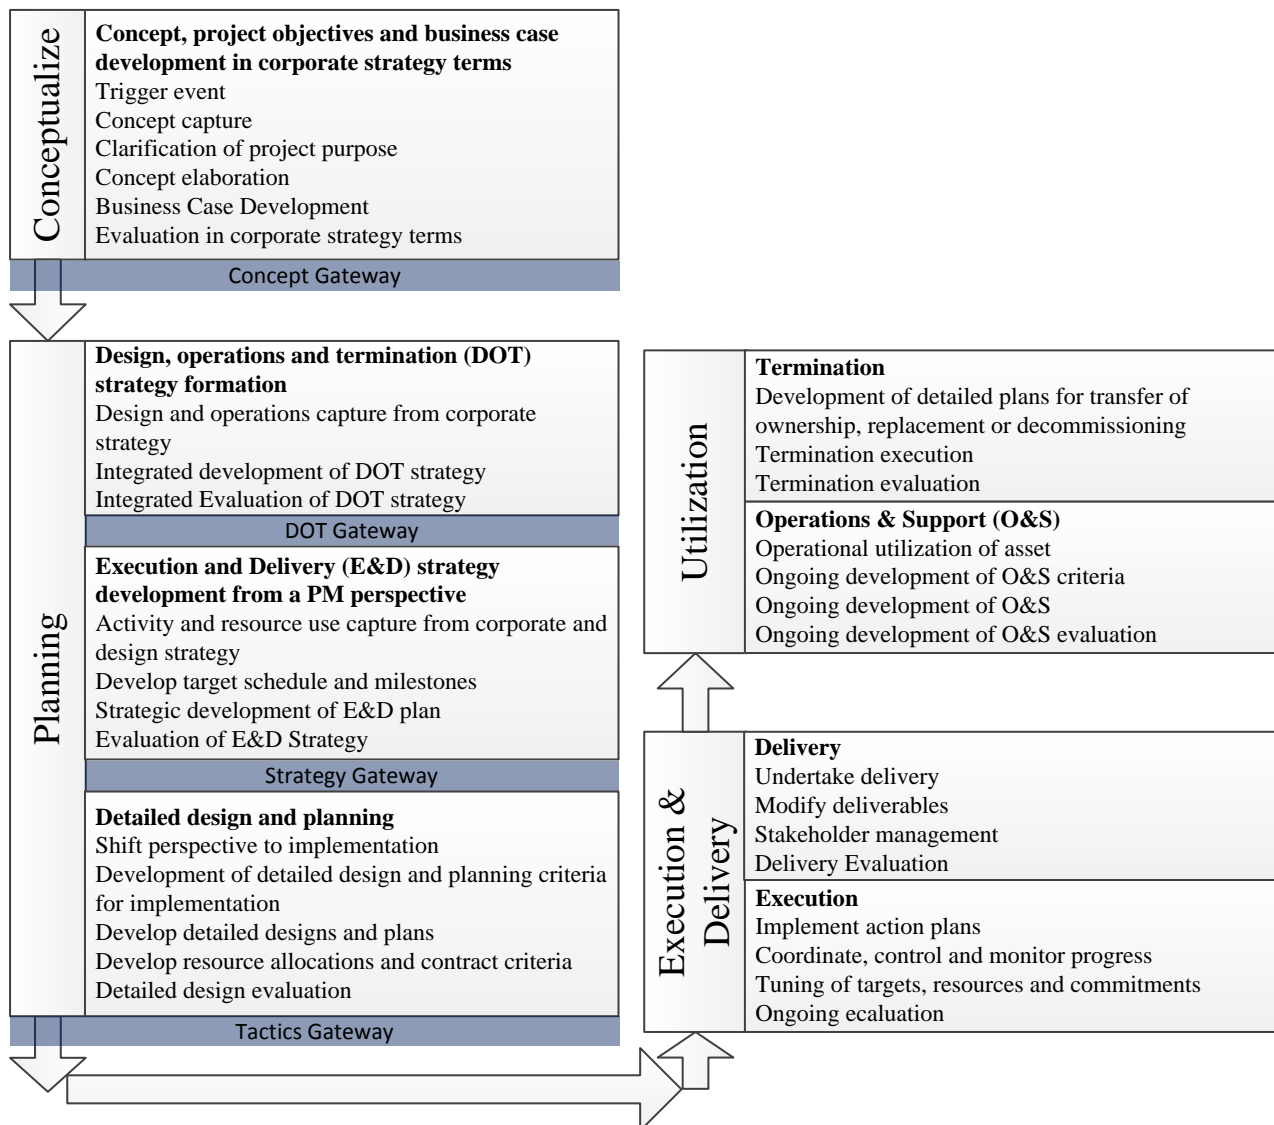 Conceptualize
Concept, project objectives and business case
development in corporate strategy terms
Trigger event
Concept capture
Clarification of project purpose
Concept elaboration
Business Case Development
Evaluation in corporate strategy terms
Concept Gateway
Planning
Design, operations and termination (DOT)
strategy formation
Design and operations capture from corporate
strategy
Integrated development of DOT strategy
Integrated Evaluation of DOT strategy
DOT Gateway
Execution and Delivery (E&D) strategy
development from a PM perspective
Activity and resource use capture from corporate and
design strategy
Develop target schedule and milestones
Strategic development of E&D plan
Evaluation of E&D Strategy
Strategy Gateway
Detailed design and planning
Shift perspective to implementation
Development of detailed design and planning criteria
for implementation
Develop detailed designs and plans
Develop resource allocations and contract criteria
Detailed design evaluation
Tactics Gateway
Utilization
Termination
Development of detailed plans for transfer of
ownership, replacement or decommissioning
Termination execution
Termination evaluation
Operations & Support (O&S)
Operational utilization of asset
Ongoing development of O&S criteria
Ongoing development of O&S
Ongoing development of O&S evaluation
Execution &
Delivery
Delivery
Undertake delivery
Modify deliverables
Stakeholder management
Delivery Evaluation
Execution
Implement action plans
Coordinate, control and monitor progress
Tuning of targets, resources and commitments
Ongoing ecaluation